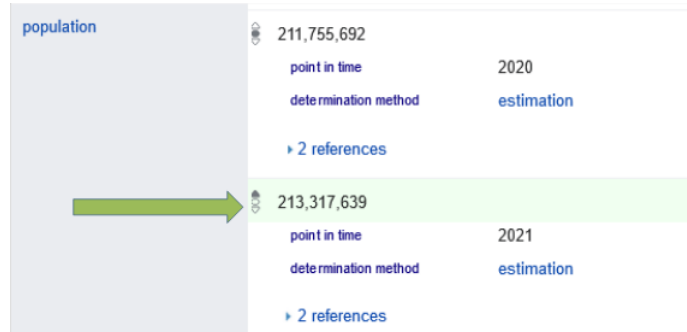 population
211,755,692
point in time 2020
determination method estimation
2 references
213,317,639
point in time 2021
determination method estimation
2 references